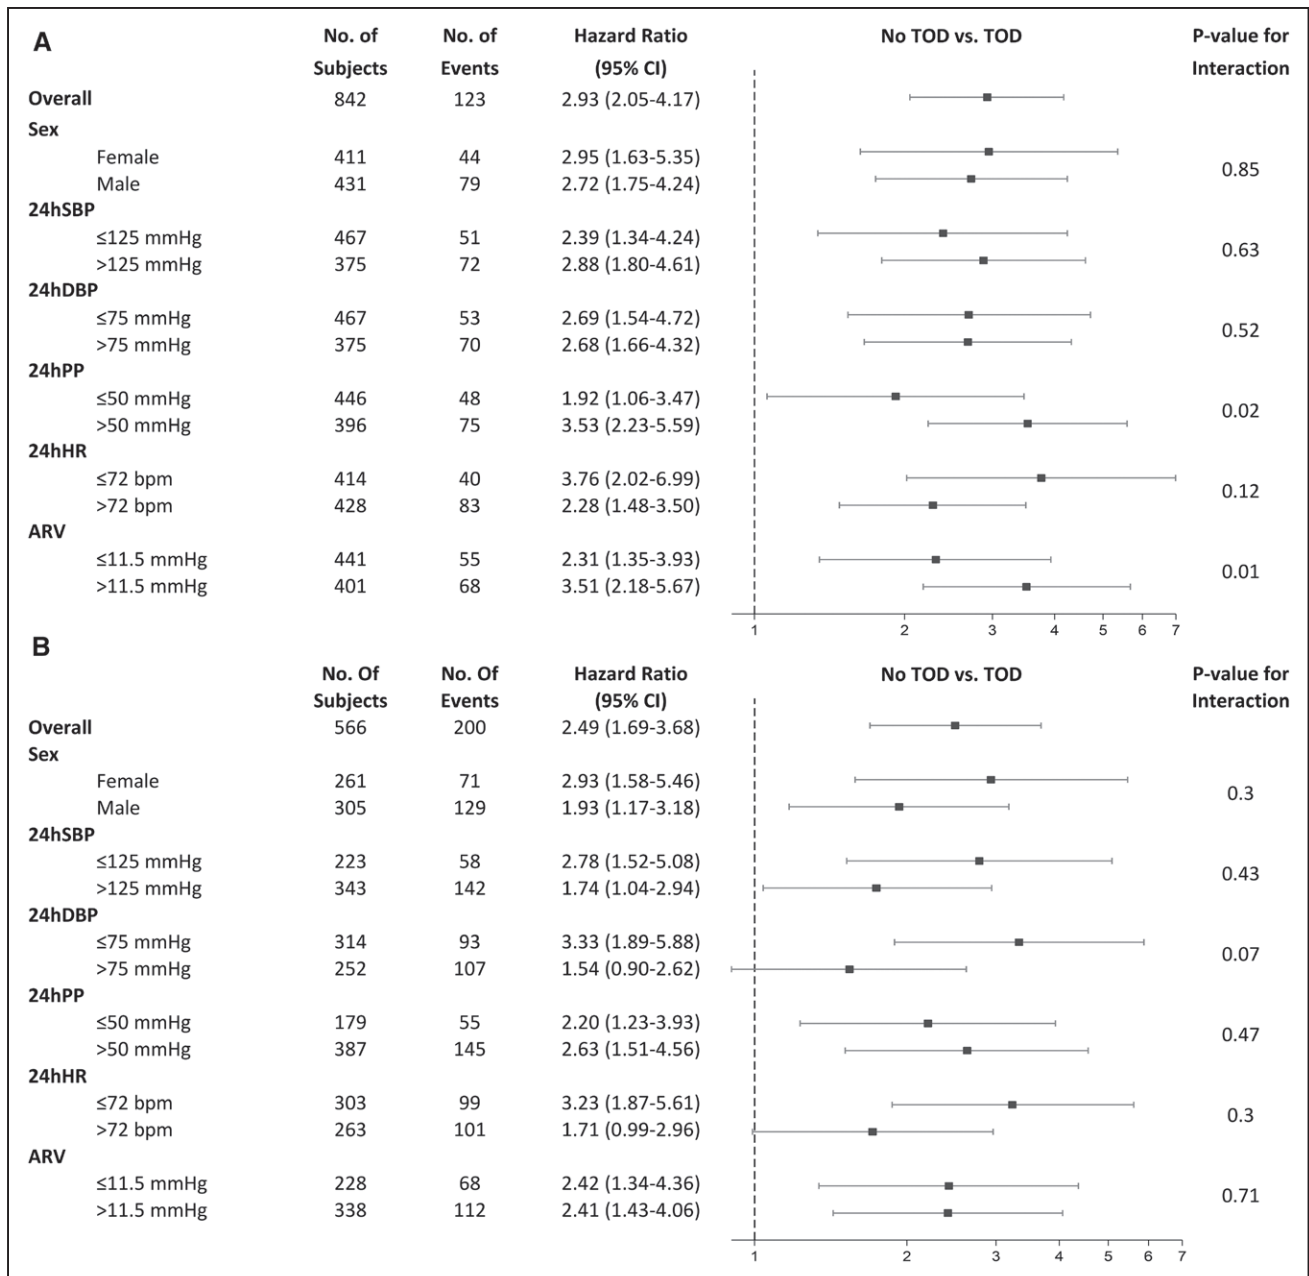 A No. of No. of Hazard Ratio No TOD vs. TOD P-value for
Subjects Events (95% CI) Interaction
Overall 842 123 2.93 (2.05-4.17)
Sex
Female 411 44 2.95 (1.63-5.35)
0.85
Male 431 79 2.72 (1.75-4.24)
24hSBP
≤125 mmHg 467 51 2.39 (1.34-4.24)
0.63
>125 mmHg 375 72 2.88 (1.80-4.61)
24hDBP
≤75 mmHg 467 53 2.69 (1.54-4.72)
0.52
>75 mmHg 375 70 2.68 (1.66-4.32)
24hPP
≤50 mmHg 446 48 1.92 (1.06-3.47)
0.02
>50 mmHg 396 75 3.53 (2.23-5.59)
24hHR
≤72 bpm 414 40 3.76 (2.02-6.99)
0.12
>72 bpm 428 83 2.28 (1.48-3.50)
ARV
≤11.5 mmHg 441 55 2.31 (1.35-3.93)
0.01
>11.5 mmHg 401 68 3.51 (2.18-5.67)
1 2 3 4 5 6 7
B
No. Of No. Of Hazard Ratio No TOD vs. TOD P-value for
Subjects Events (95% CI) Interaction
Overall 566 200 2.49 (1.69-3.68)
Sex
Female 261 71 2.93 (1.58-5.46)
0.3
Male 305 129 1.93 (1.17-3.18)
24hSBP
≤125 mmHg 223 58 2.78 (1.52-5.08)
0.43
>125 mmHg 343 142 1.74 (1.04-2.94)
24hDBP
≤75 mmHg 314 93 3.33 (1.89-5.88)
0.07
>75 mmHg 252 107 1.54 (0.90-2.62)
24hPP
≤50 mmHg 179 55 2.20 (1.23-3.93)
0.47
>50 mmHg 387 145 2.63 (1.51-4.56)
24hHR
≤72 bpm 303 99 3.23 (1.87-5.61)
0.3
>72 bpm 263 101 1.71 (0.99-2.96)
ARV
≤11.5 mmHg 228 68 2.42 (1.34-4.36)
0.71
>11.5 mmHg 338 112 2.41 (1.43-4.06)
1 2 3 4 5 6 7